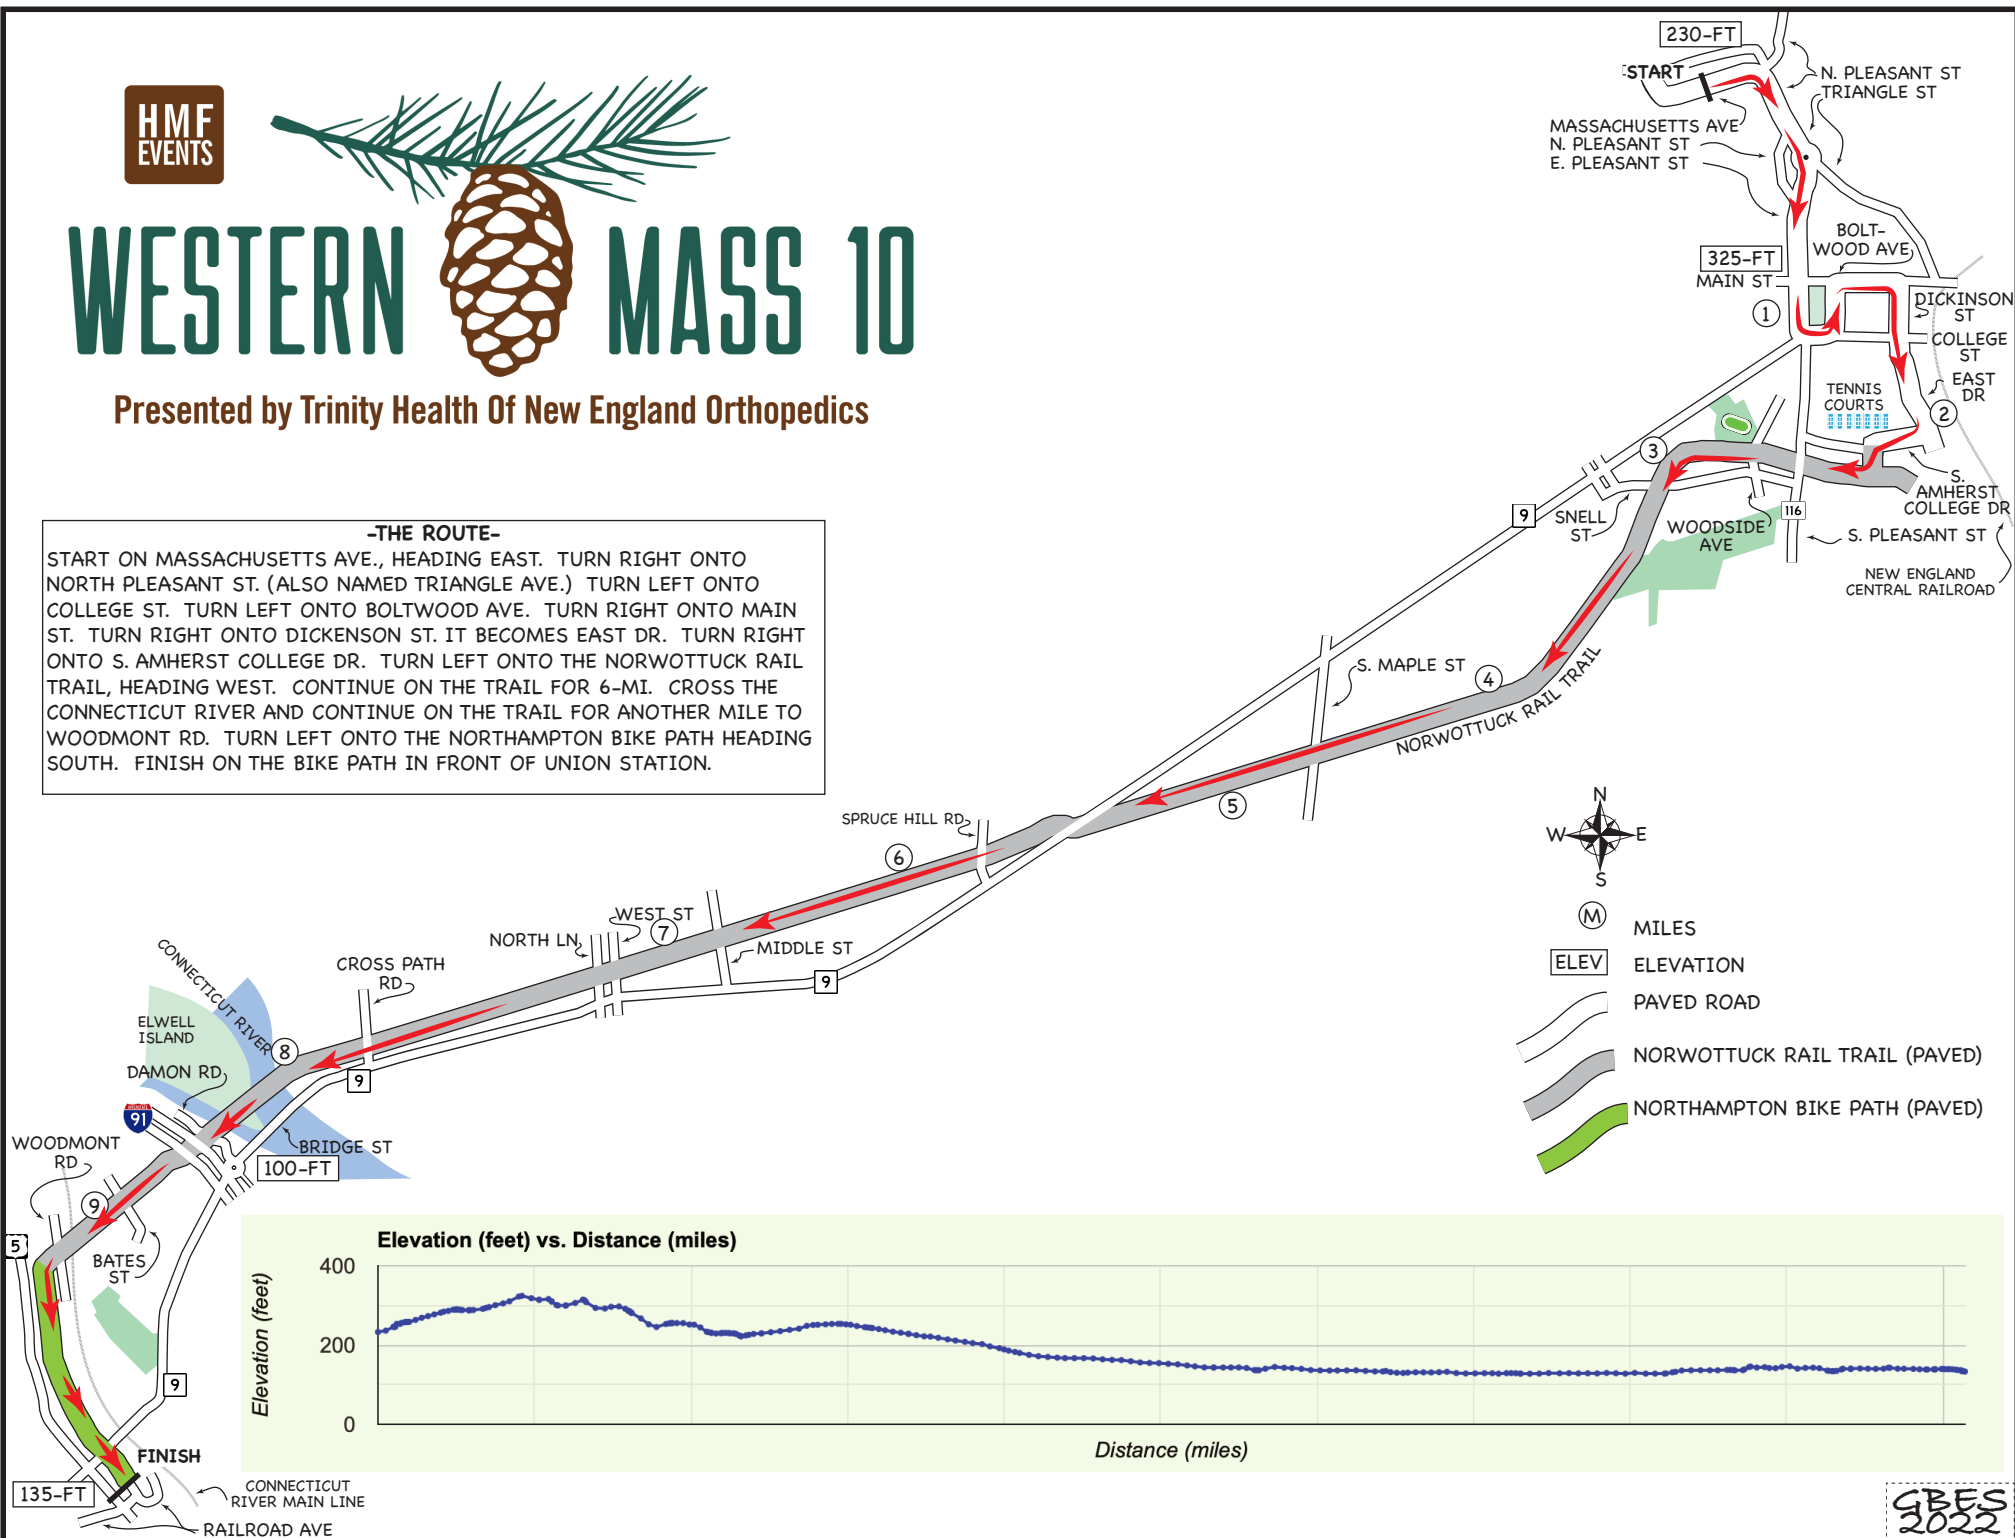 HMF
EVENTS
WESTERN MASS 10
Presented by Trinity Health Of New England Orthopedics
-THE ROUTE-
START ON MASSACHUSETTS AVE., HEADING EAST. TURN RIGHT ONTO
NORTH PLEASANT ST. (ALSO NAMED TRIANGLE AVE.) TURN LEFT ONTO
COLLEGE ST. TURN LEFT ONTO BOLTWOOD AVE. TURN RIGHT ONTO MAIN
ST. TURN RIGHT ONTO DICKENSON ST. IT BECOMES EAST DR. TURN RIGHT
ONTO S. AMHERST COLLEGE DR. TURN LEFT ONTO THE NORWOTTUCK RAIL
TRAIL, HEADING WEST. CONTINUE ON THE TRAIL FOR 6-MI. CROSS THE
CONNECTICUT RIVER AND CONTINUE ON THE TRAIL FOR ANOTHER MILE TO
WOODMONT RD. TURN LEFT ONTO THE NORTHAMPTON BIKE PATH HEADING
SOUTH. FINISH ON THE BIKE PATH IN FRONT OF UNION STATION.
230-FT
START
N. PLEASANT ST
TRIANGLE ST
MASSACHUSETTS AVE
N. PLEASANT ST
E. PLEASANT ST
BOLT-
WOOD AVE
325-FT
MAIN ST
1
DICKINSON
ST
COLLEGE
ST
EAST
DR
TENNIS
COURTS
2
3
S.
AMHERST
COLLEGE DR
9
SNELL
ST
WOODSIDE
AVE
116
S. PLEASANT ST
NEW ENGLAND
CENTRAL RAILROAD
S. MAPLE ST
4
NORWOTTUCK RAIL TRAIL
5
SPRUCE HILL RD
6
WEST ST
7
NORTH LN
MIDDLE ST
9
CROSS PATH
RD
CONNECTICUT RIVER
ELWELL
ISLAND
8
DAMON RD
9
91
BRIDGE ST
100-FT
WOODMONT
RD
9
5
BATES
ST
9
FINISH
135-FT
CONNECTICUT
RIVER MAIN LINE
RAILROAD AVE
N
W E
S
M MILES
ELEV ELEVATION
PAVED ROAD
NORWOTTUCK RAIL TRAIL (PAVED)
NORTHAMPTON BIKE PATH (PAVED)
Elevation (feet) vs. Distance (miles)
Elevation (feet)
400
200
0
Distance (miles)
GBES
2022